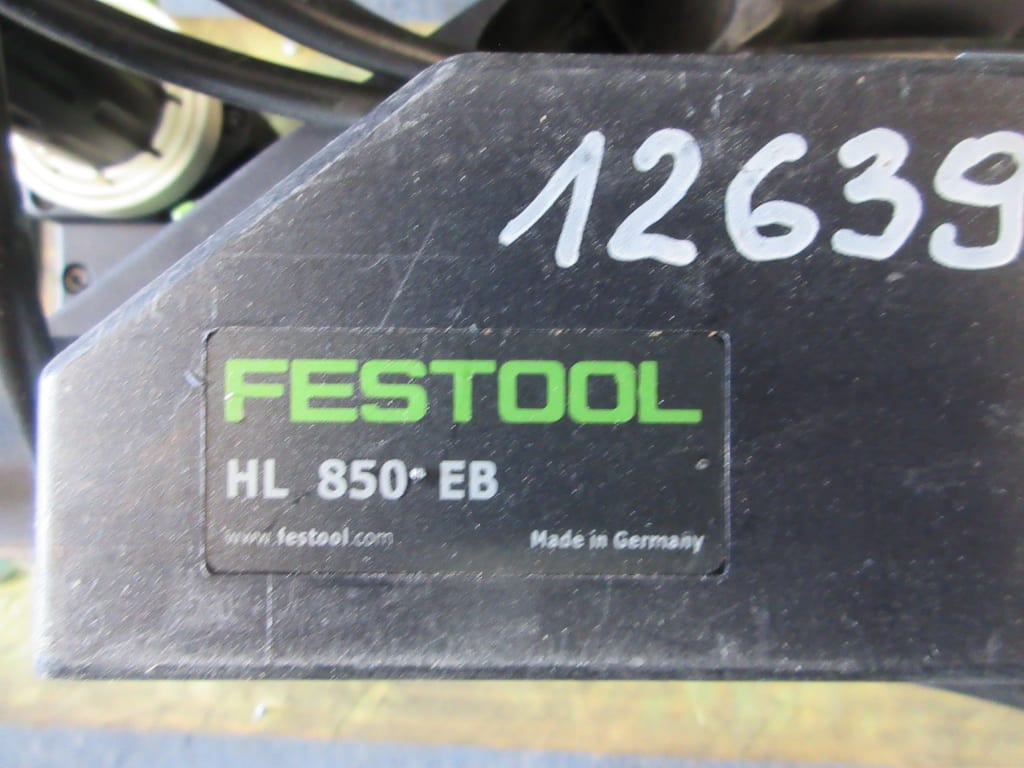 12639
FESTOOL
HL 850 EB
www.festool.com
Made in Germany